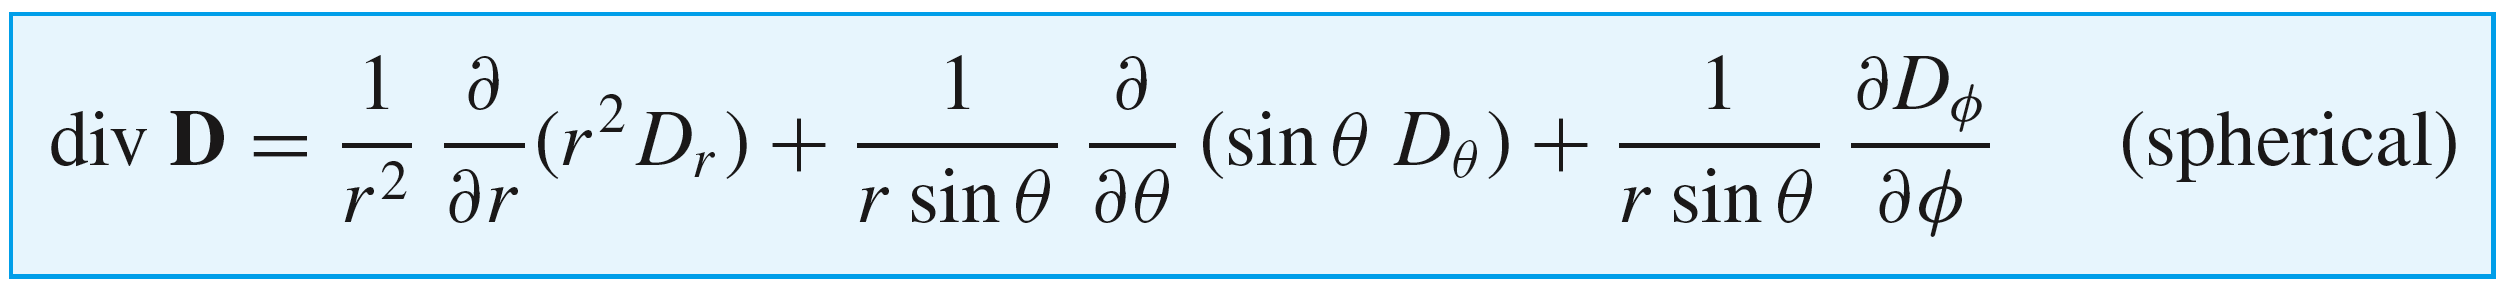 div D = 1/r² ∂/∂r (r² D_r) + 1/(r sin θ) ∂/∂θ (sin θ D_θ) + 1/(r sin θ) ∂D_ϕ/∂ϕ (spherical)